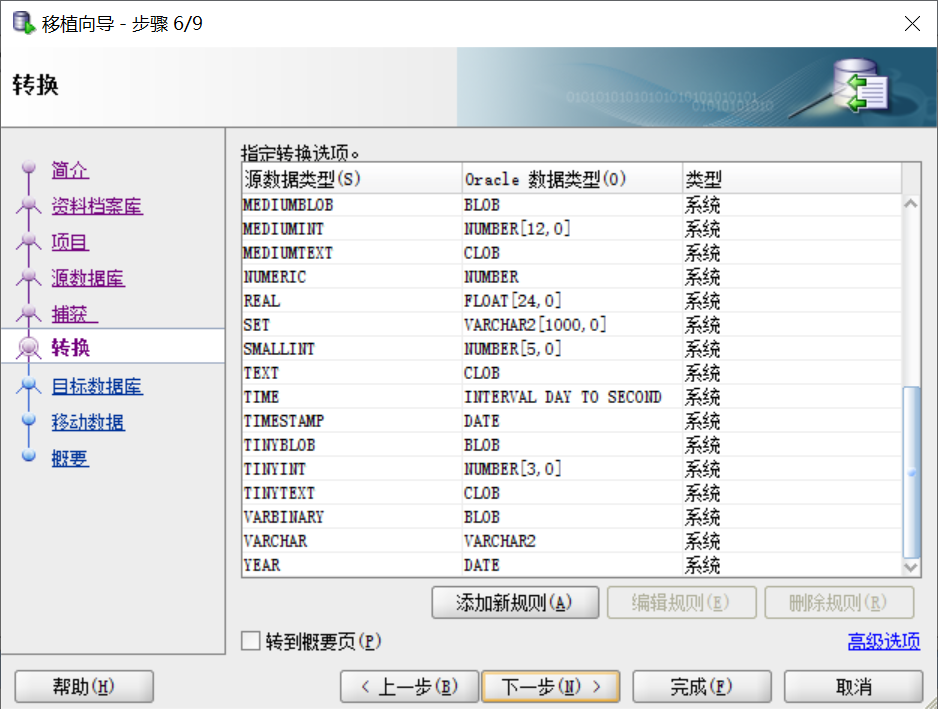 移植向导 - 步骤 6/9
转换
010101010101010101010101
01010101010
简介
资料档案库
项目
源数据库
捕获
转换
目标数据库
移动数据
概要
指定转换选项。
源数据类型(S) Oracle 数据类型(O) 类型
MEDIUMBLOB BLOB 系统
MEDIUMINT NUMBER[12,0] 系统
MEDIUMTEXT CLOB 系统
NUMERIC NUMBER 系统
REAL FLOAT[24,0] 系统
SET VARCHAR2[1000,0] 系统
SMALLINT NUMBER[5,0] 系统
TEXT CLOB 系统
TIME INTERVAL DAY TO SECOND 系统
TIMESTAMP DATE 系统
TINYBLOB BLOB 系统
TINYINT NUMBER[3,0] 系统
TINYTEXT CLOB 系统
VARBINARY BLOB 系统
VARCHAR VARCHAR2 系统
YEAR DATE 系统
添加新规则(A) 编辑规则(E) 删除规则(R)
转到概要页(P) 高级选项
帮助(H) < 上一步(B) 下一步(N) > 完成(F) 取消